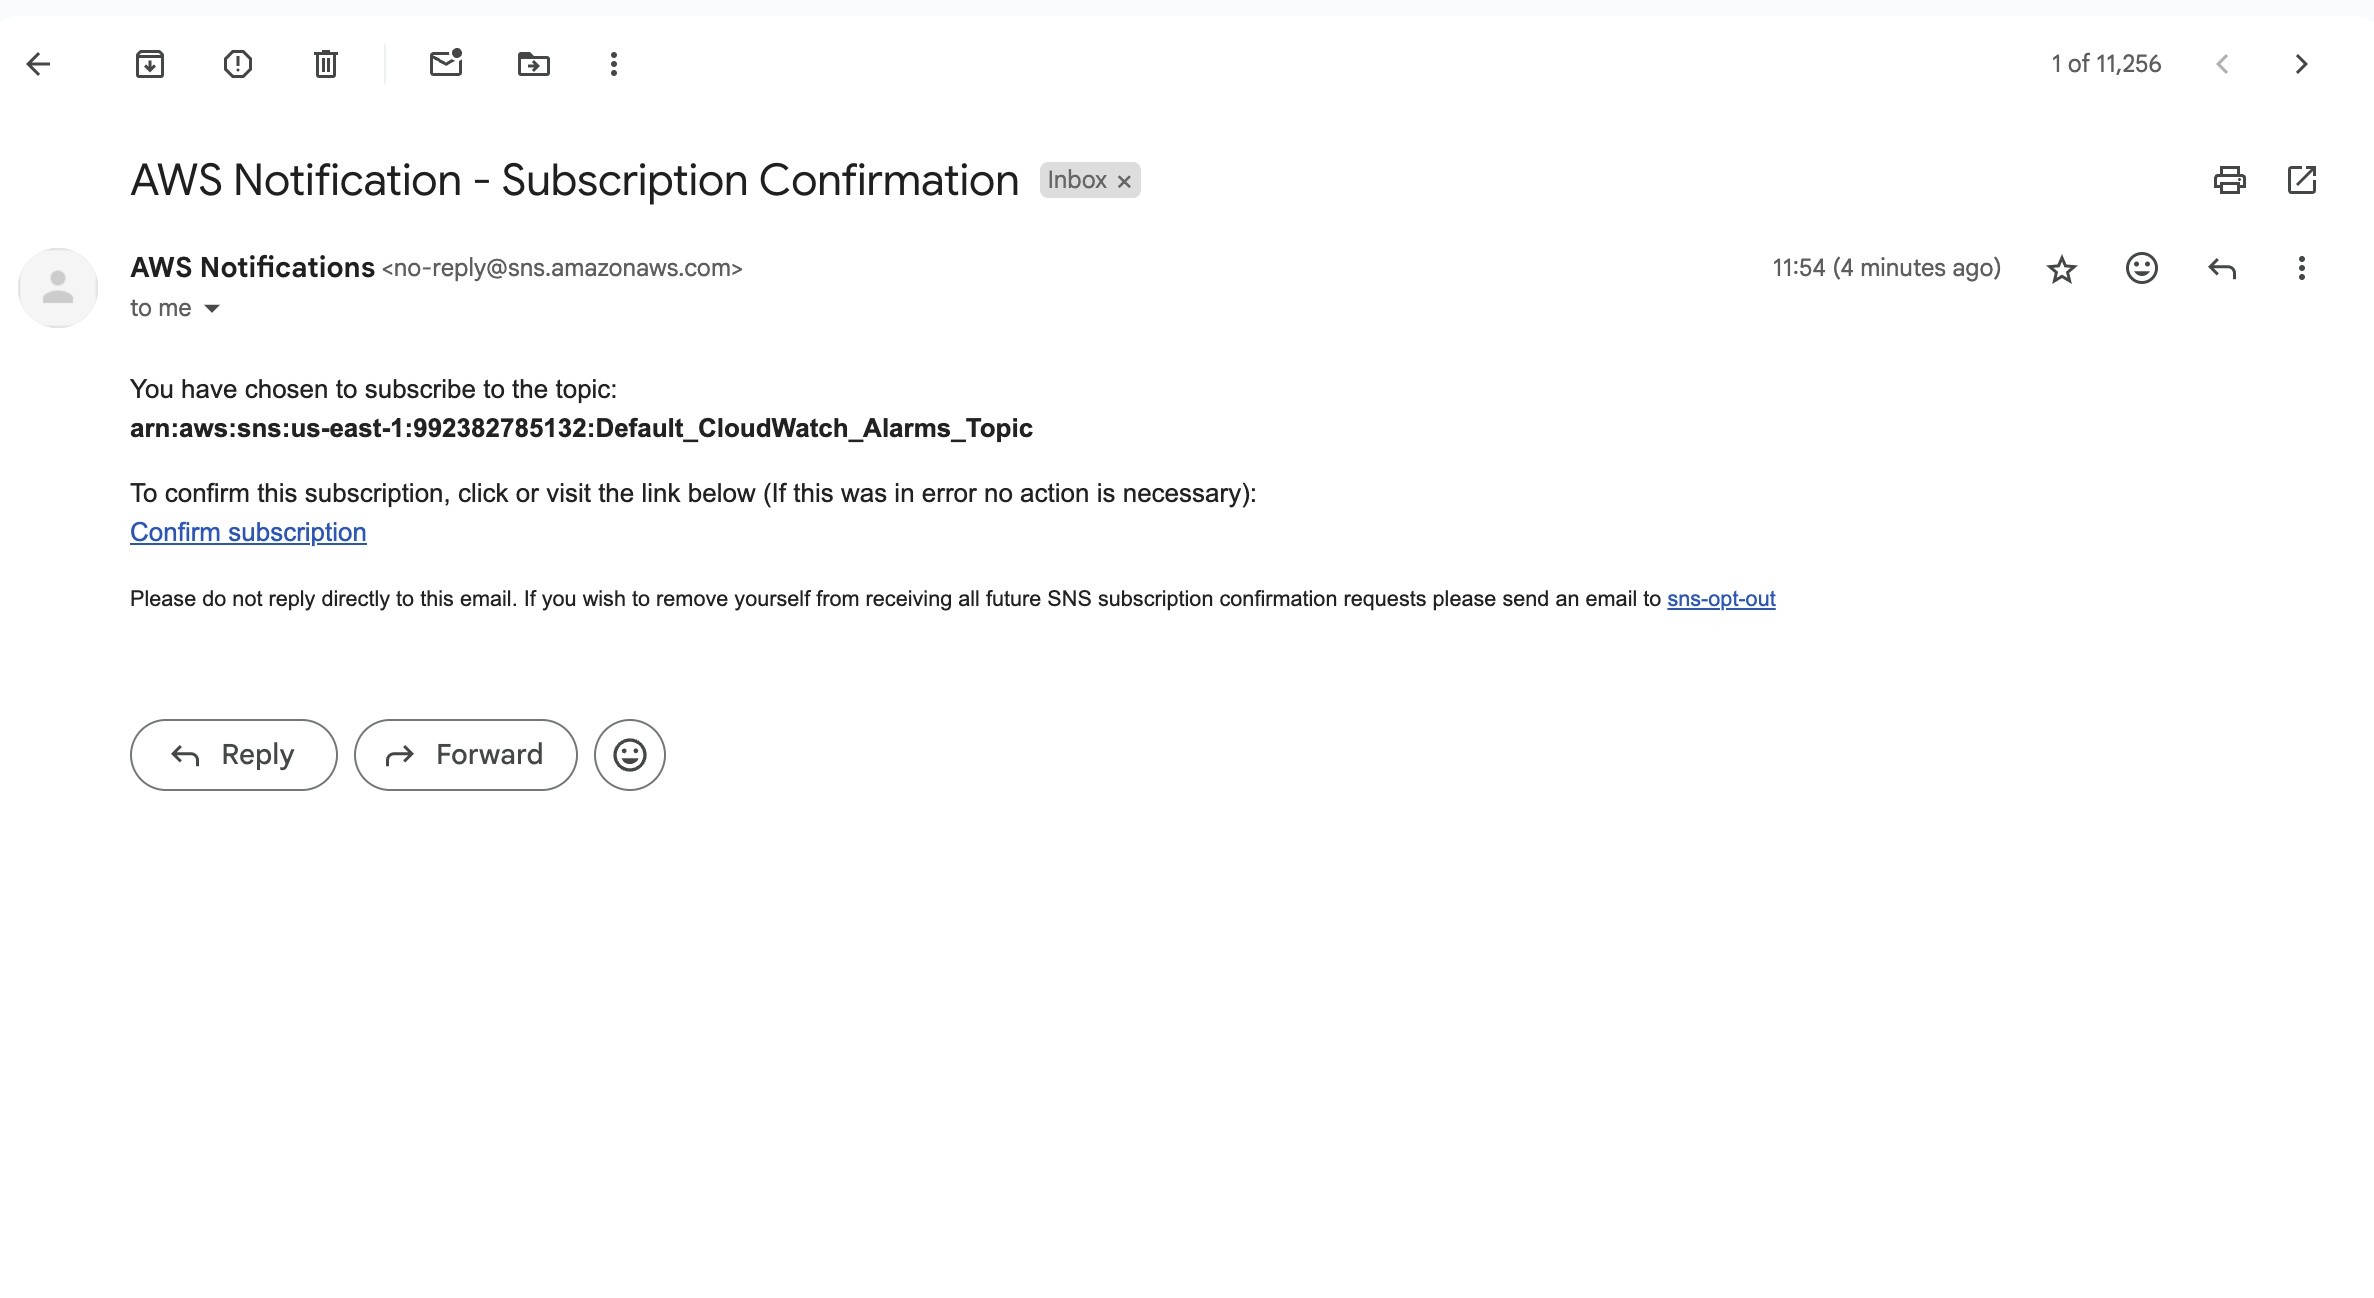 1 of 11,256
AWS Notification - Subscription Confirmation Inbox ×
AWS Notifications <no-reply@sns.amazonaws.com> 11:54 (4 minutes ago)
to me
You have chosen to subscribe to the topic:
arn:aws:sns:us-east-1:992382785132:Default_CloudWatch_Alarms_Topic
To confirm this subscription, click or visit the link below (If this was in error no action is necessary):
Confirm subscription
Please do not reply directly to this email. If you wish to remove yourself from receiving all future SNS subscription confirmation requests please send an email to sns-opt-out
Reply Forward